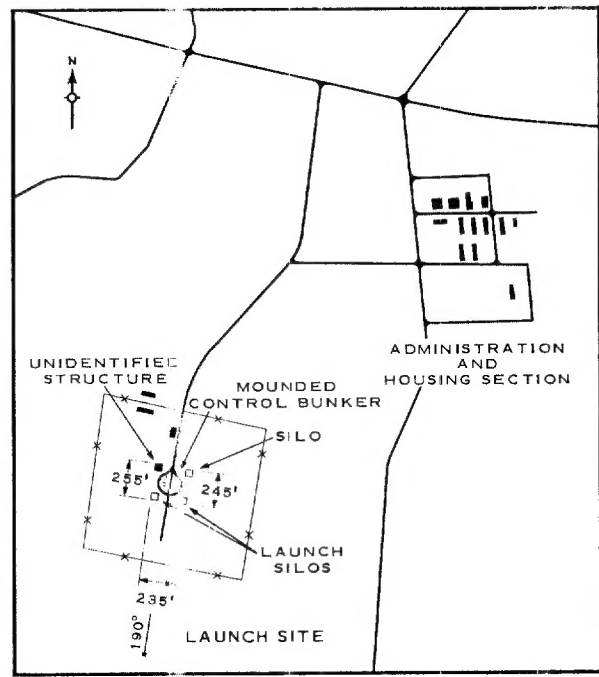 N
ADMINISTRATION
AND
HOUSING SECTION
UNIDENTIFIED
STRUCTURE
MOUNDED
CONTROL BUNKER
SILO
255'
245'
LAUNCH
SILOS
235'
190°
LAUNCH SITE